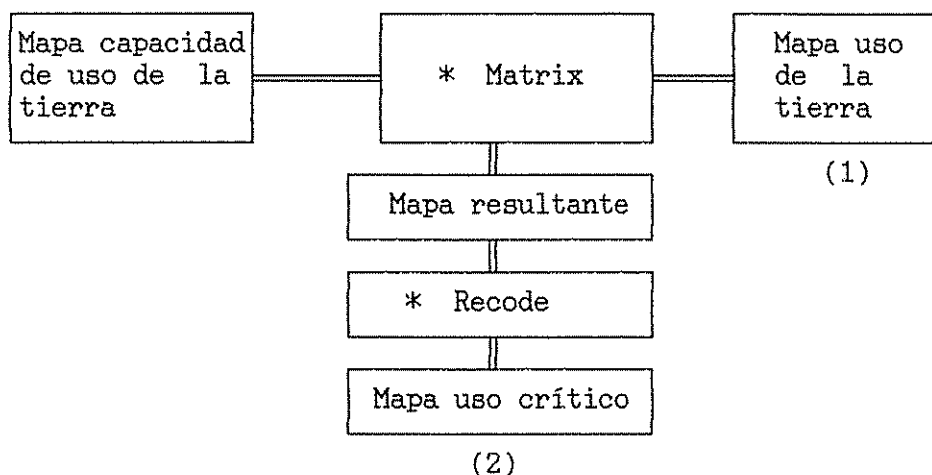 Mapa capacidad
de uso de la
tierra
* Matrix
Mapa uso
de la
tierra
(1)
Mapa resultante
* Recode
Mapa uso crítico
(2)